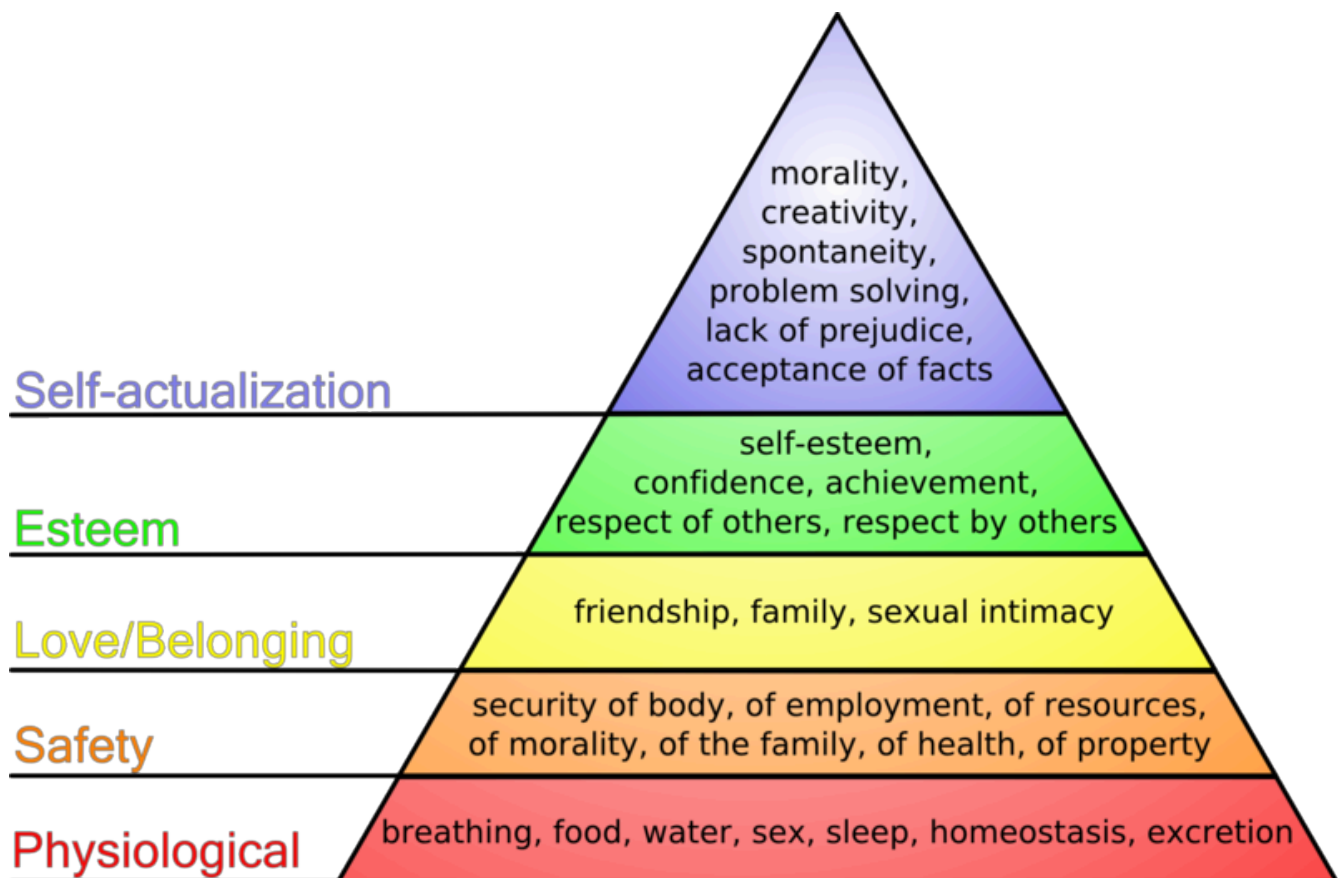 morality,
creativity,
spontaneity,
problem solving,
lack of prejudice,
acceptance of facts
Self-actualization
self-esteem,
confidence, achievement,
respect of others, respect by others
Esteem
friendship, family, sexual intimacy
Love/Belonging
security of body, of employment, of resources,
of morality, of the family, of health, of property
Safety
breathing, food, water, sex, sleep, homeostasis, excretion
Physiological